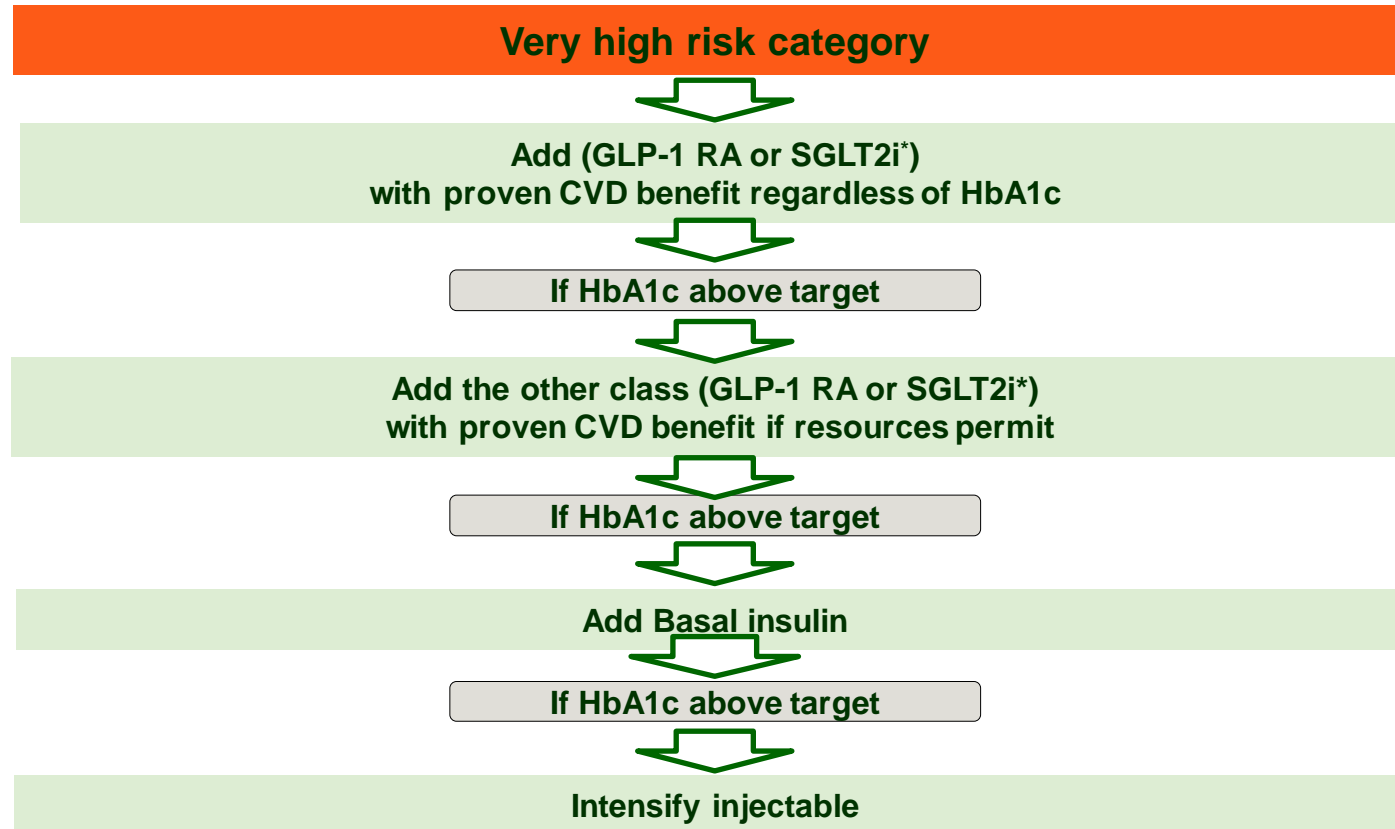 Very high risk category
Add (GLP-1 RA or SGLT2i*)
with proven CVD benefit regardless of HbA1c
If HbA1c above target
Add the other class (GLP-1 RA or SGLT2i*)
with proven CVD benefit if resources permit
If HbA1c above target
Add Basal insulin
If HbA1c above target
Intensify injectable